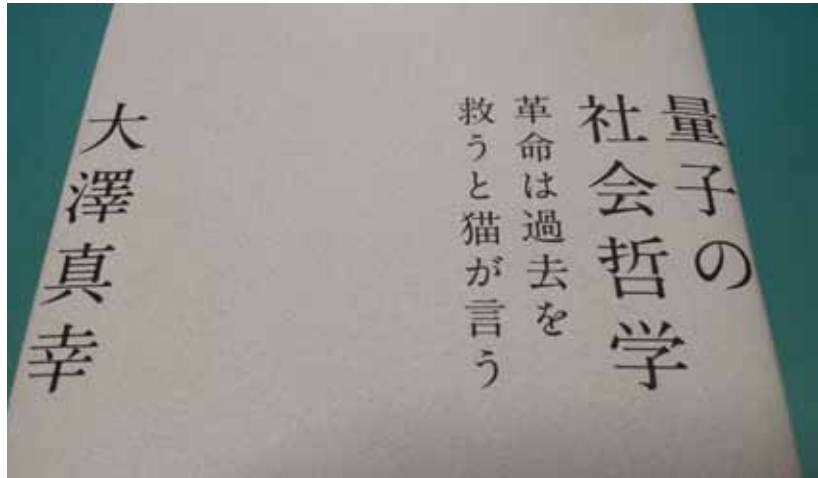 量子の
社会哲学
革命は過去を
救うと猫が言う
大澤真幸